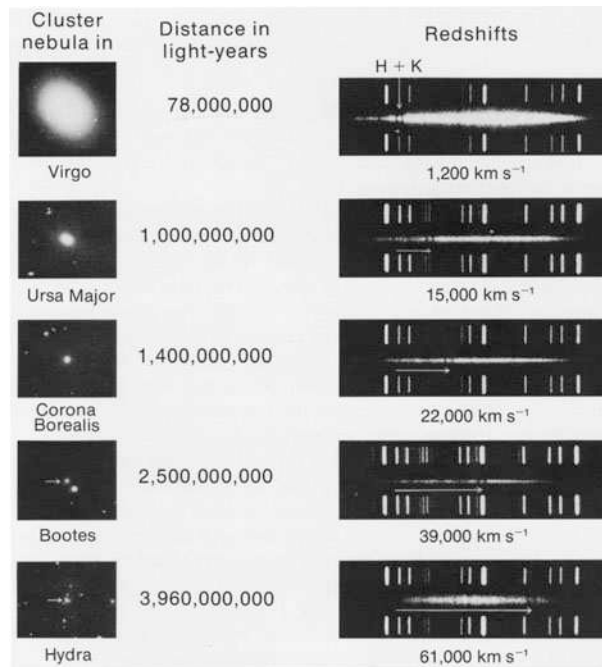 Cluster
nebula in
Distance in
light-years
Redshifts
H + K
78,000,000
Virgo
1,200 km s⁻¹
1,000,000,000
Ursa Major
15,000 km s⁻¹
1,400,000,000
Corona
Borealis
22,000 km s⁻¹
2,500,000,000
Bootes
39,000 km s⁻¹
3,960,000,000
Hydra
61,000 km s⁻¹